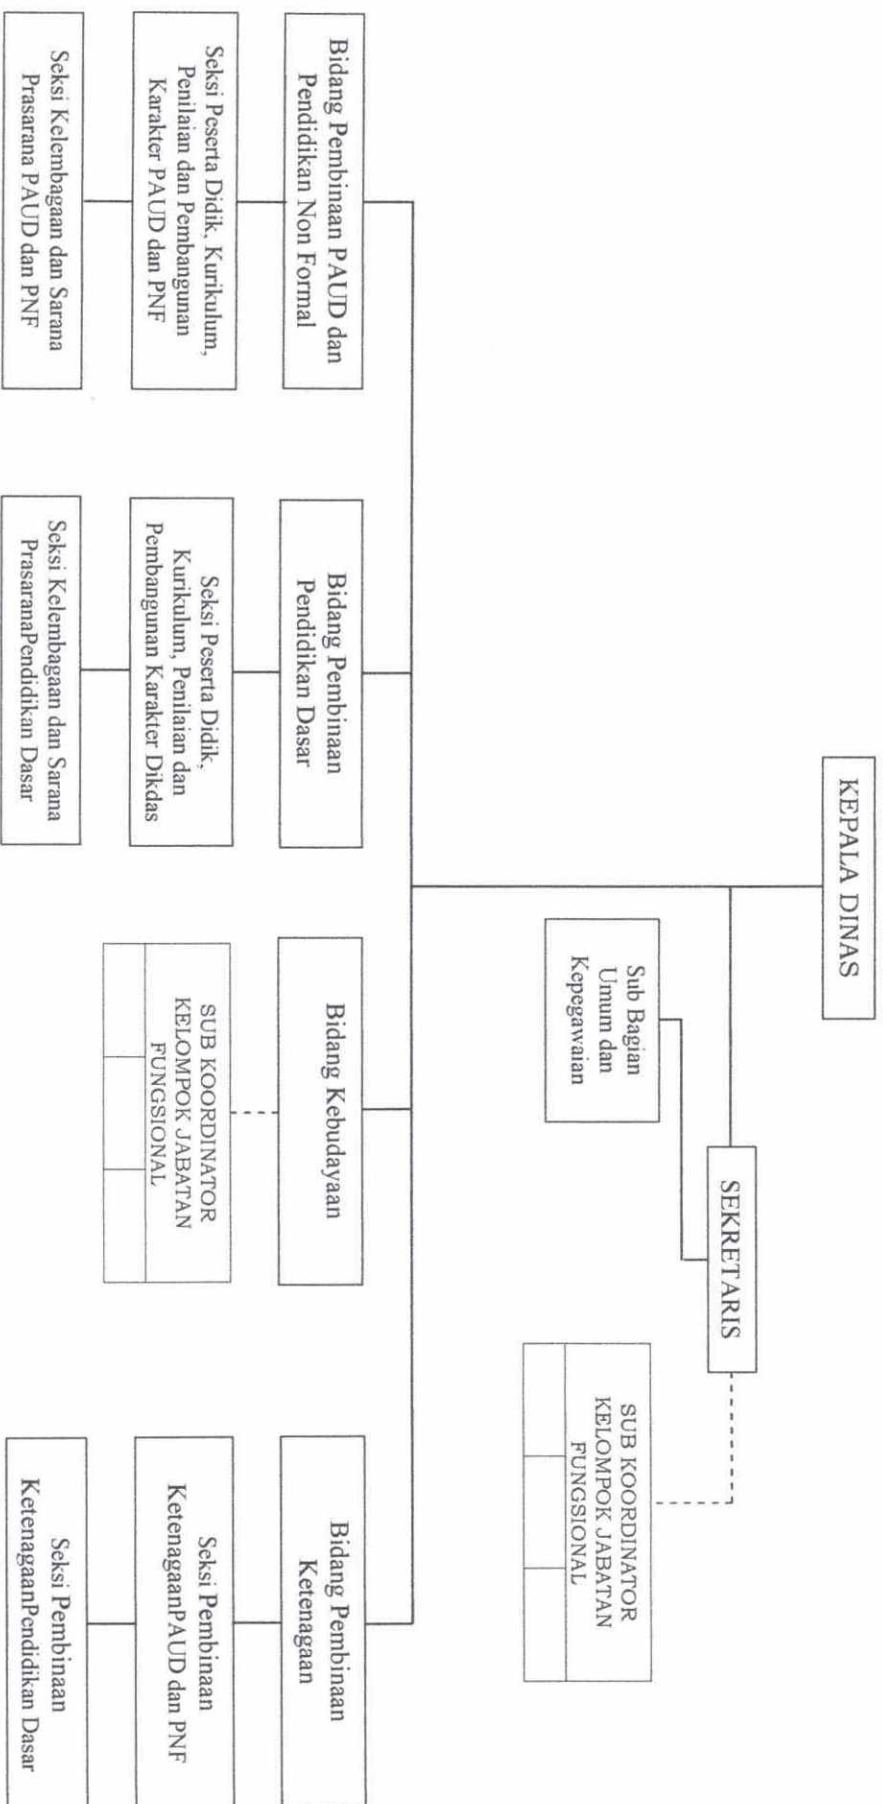 KEPALA DINAS
SEKRETARIS
Sub Bagian
Umum dan
Kepegawaian
SUB KOORDINATOR
KELOMPOK JABATAN
FUNGSIONAL
Bidang Pembinaan PAUD dan
Pendidikan Non Formal
Seksi Peserta Didik, Kurikulum,
Penilaian dan Pembangunan
Karakter PAUD dan PNF
Seksi Kelembagaan dan Sarana
Prasarana PAUD dan PNF
Bidang Pembinaan
Pendidikan Dasar
Seksi Peserta Didik,
Kurikulum, Penilaian dan
Pembangunan Karakter Dikdas
Seksi Kelembagaan dan Sarana
PrasaranaPendidikan Dasar
Bidang Kebudayaan
SUB KOORDINATOR
KELOMPOK JABATAN
FUNGSIONAL
Bidang Pembinaan
Ketenagaan
Seksi Pembinaan
KetenagaanPAUD dan PNF
Seksi Pembinaan
KetenagaanPendidikan Dasar